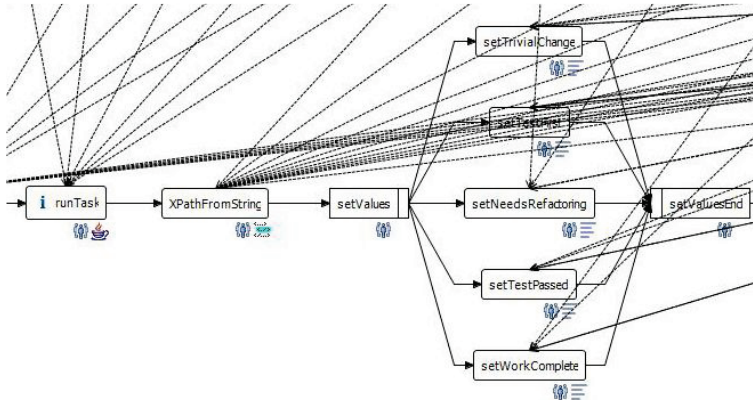 setTrivialChange
runTask
XPathFromString
setValues
setNeedsRefactoring
setValuesEnd
setTestPassed
setWorkComplete